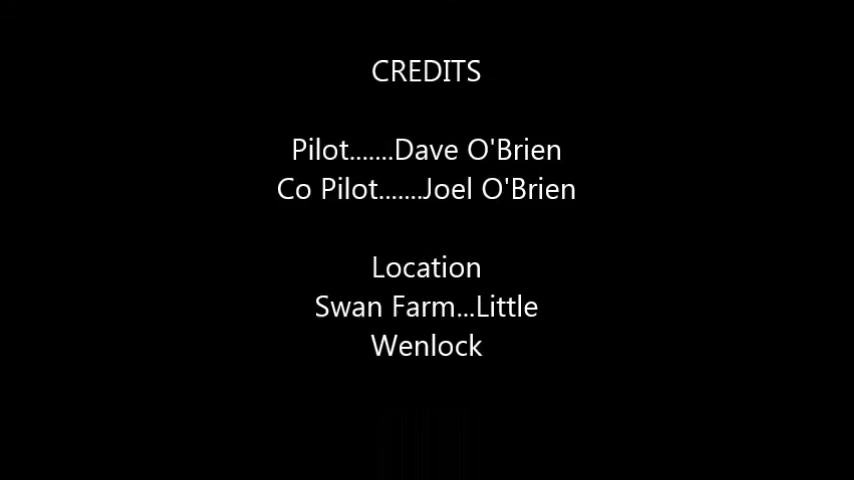 CREDITS
Pilot.......Dave O'Brien
Co Pilot.......Joel O'Brien
Location
Swan Farm...Little
Wenlock